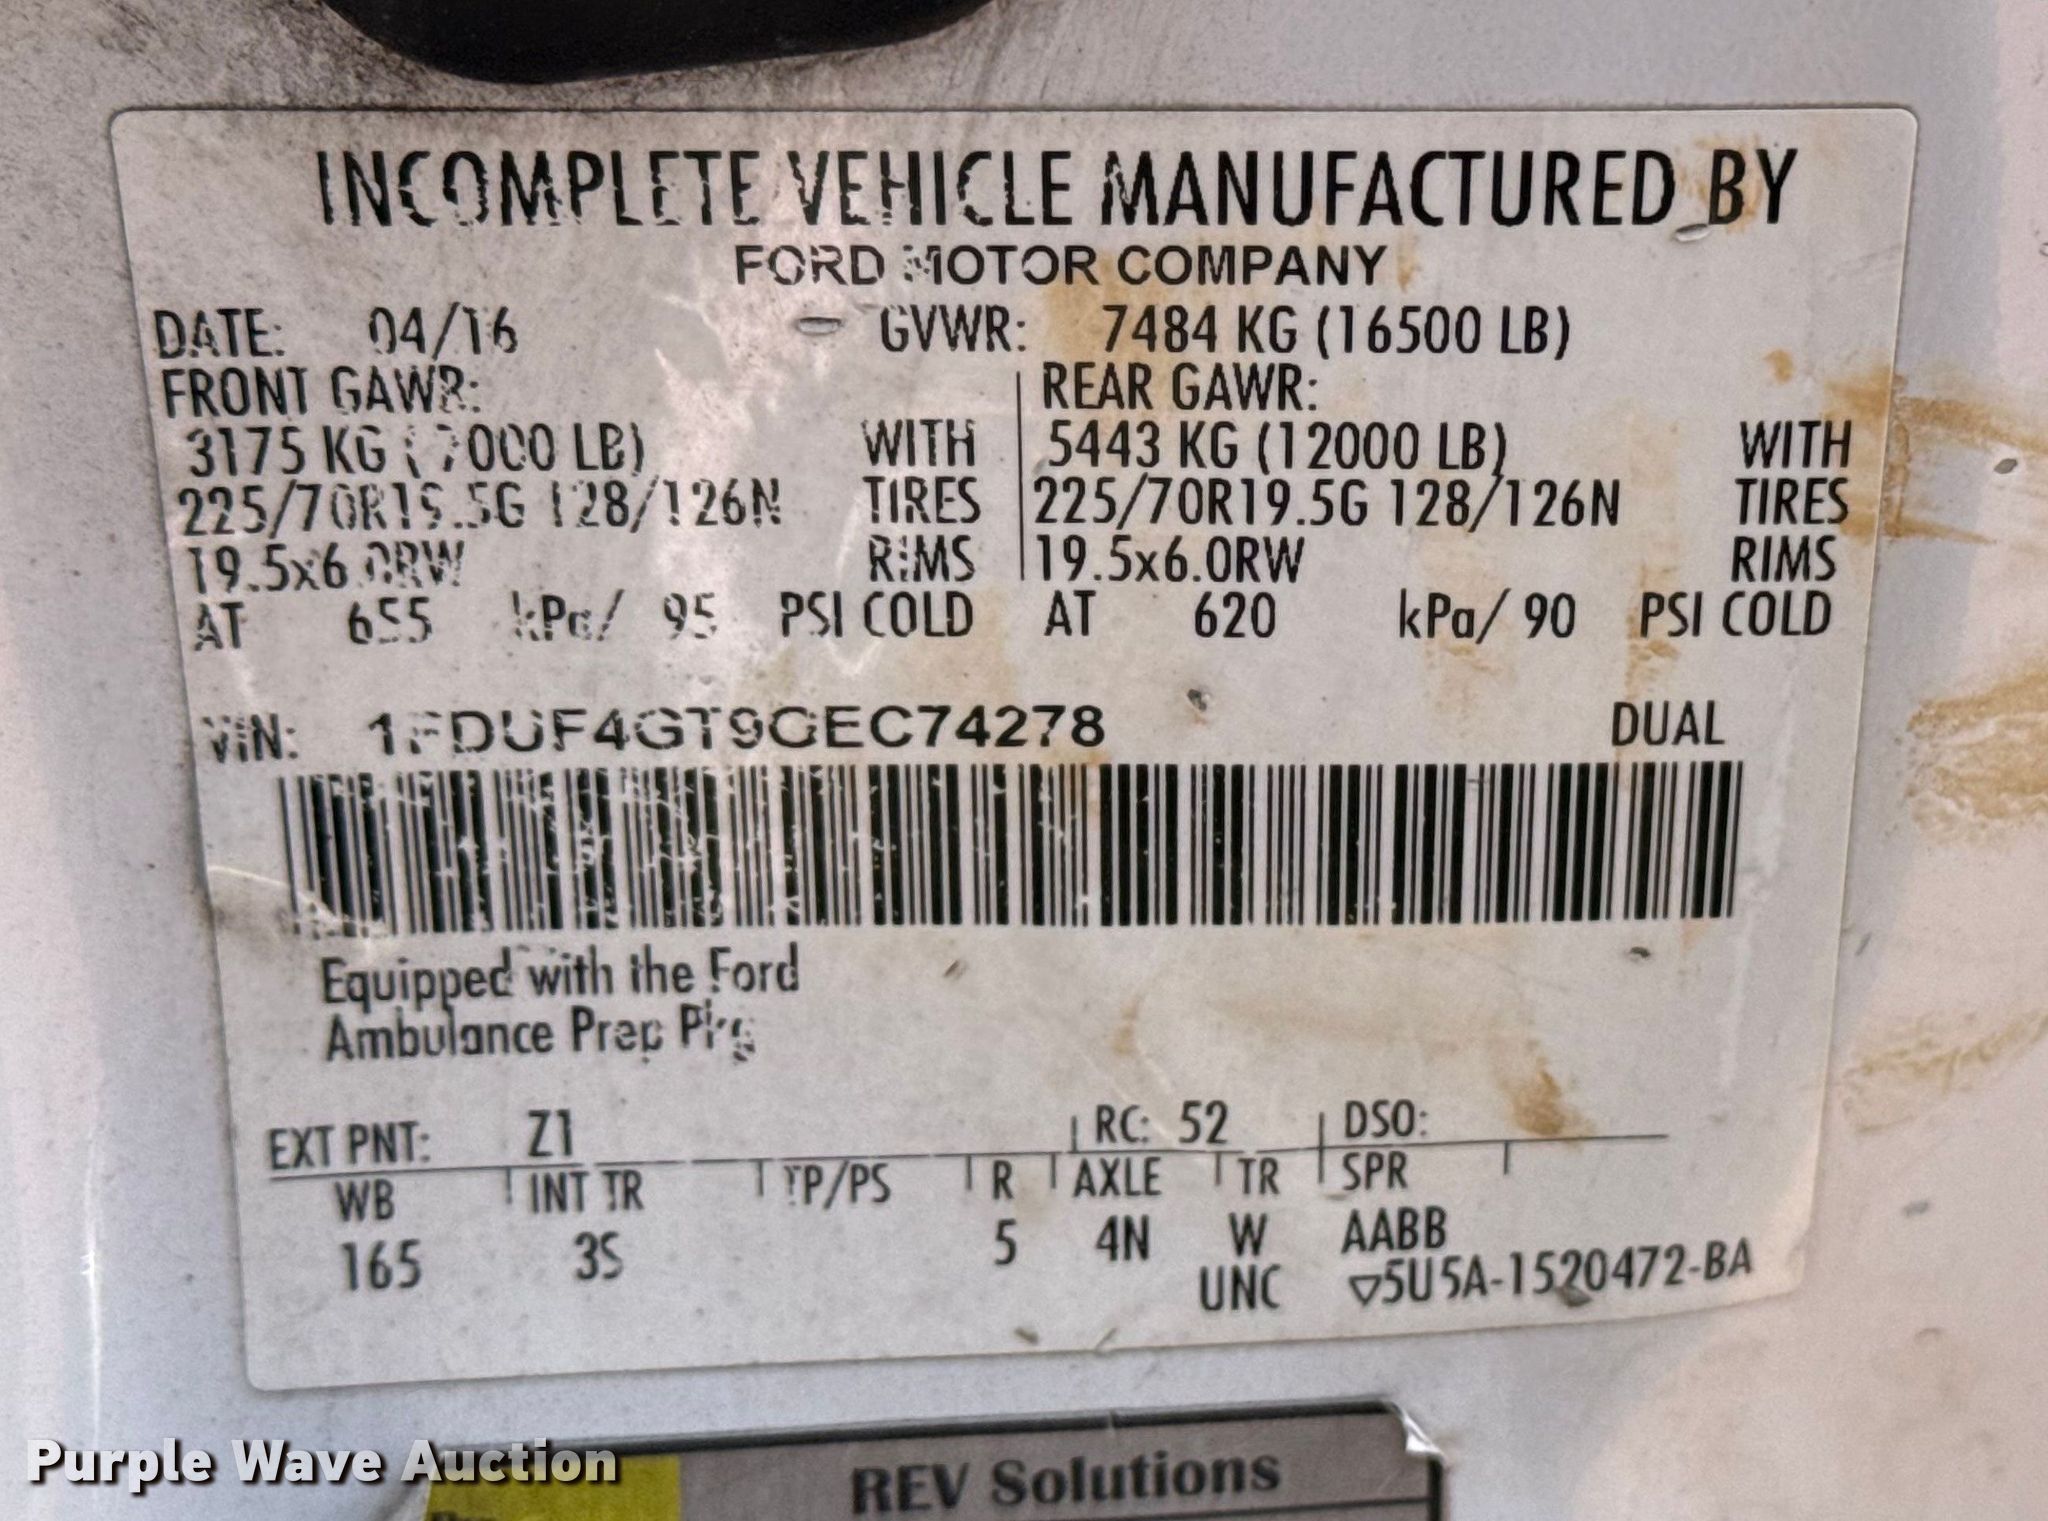 INCOMPLETE VEHICLE MANUFACTURED BY
FORD MOTOR COMPANY
DATE: 04/16 GVWR: 7484 KG (16500 LB)
FRONT GAWR: REAR GAWR:
3175 KG (7000 LB) WITH 5443 KG (12000 LB) WITH
225/70R19.5G 128/126N TIRES 225/70R19.5G 128/126N TIRES
19.5x6.0RW RIMS 19.5x6.0RW RIMS
AT 655 kPa/ 95 PSI COLD AT 620 kPa/ 90 PSI COLD
VIN: 1FDUF4GT9GEC74278 DUAL
Equipped with the Ford
Ambulance Prep Pkg
EXT PNT: Z1 RC: 52 DSO:
WB INT TR TP/PS R AXLE TR SPR
165 3S 5 4N W AABB
UNC ▽5U5A-1520472-BA
REV Solutions
Purple Wave Auction